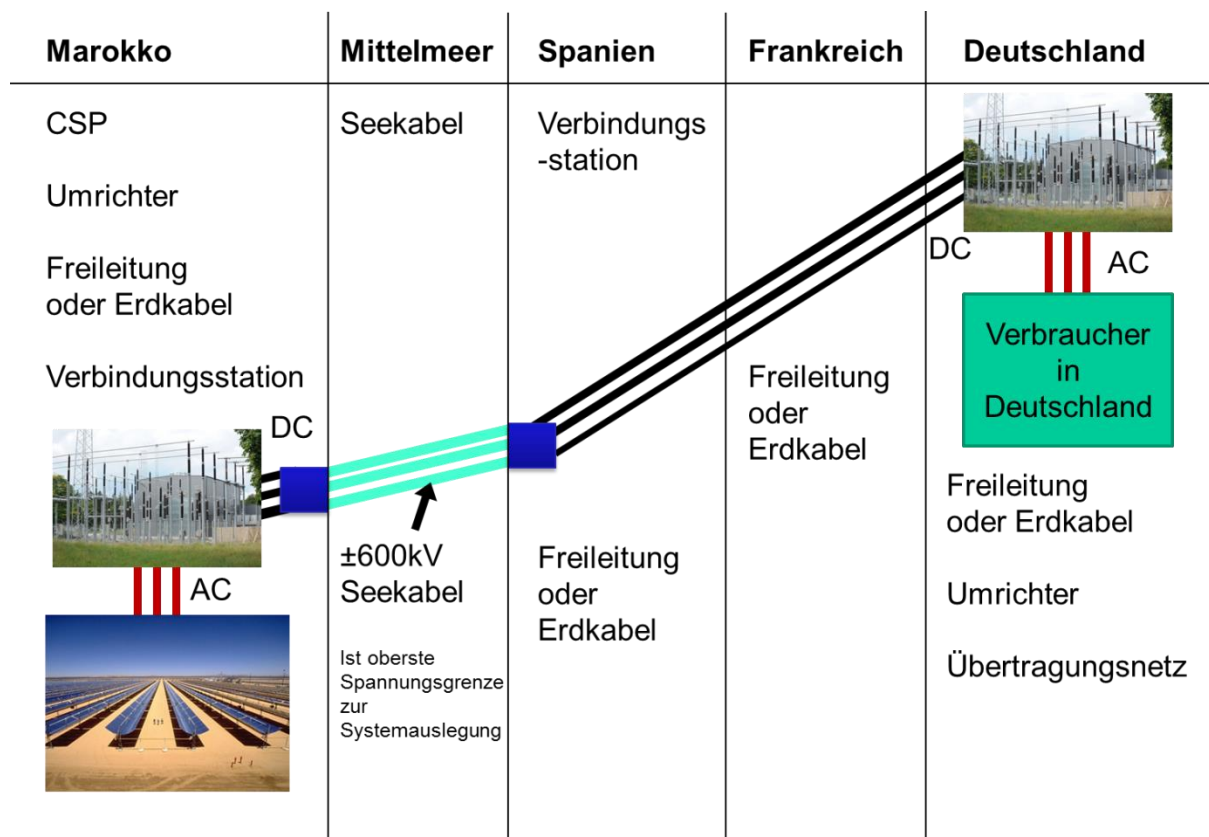 Marokko
Mittelmeer
Spanien
Frankreich
Deutschland
CSP
Umrichter
Freileitung
oder Erdkabel
Verbindungsstation
DC
AC
Seekabel
±600kV
Seekabel
Ist oberste
Spannungsgrenze
zur
Systemauslegung
Verbindungs
-station
Freileitung
oder
Erdkabel
Freileitung
oder
Erdkabel
DC
AC
Verbraucher
in
Deutschland
Freileitung
oder Erdkabel
Umrichter
Übertragungsnetz